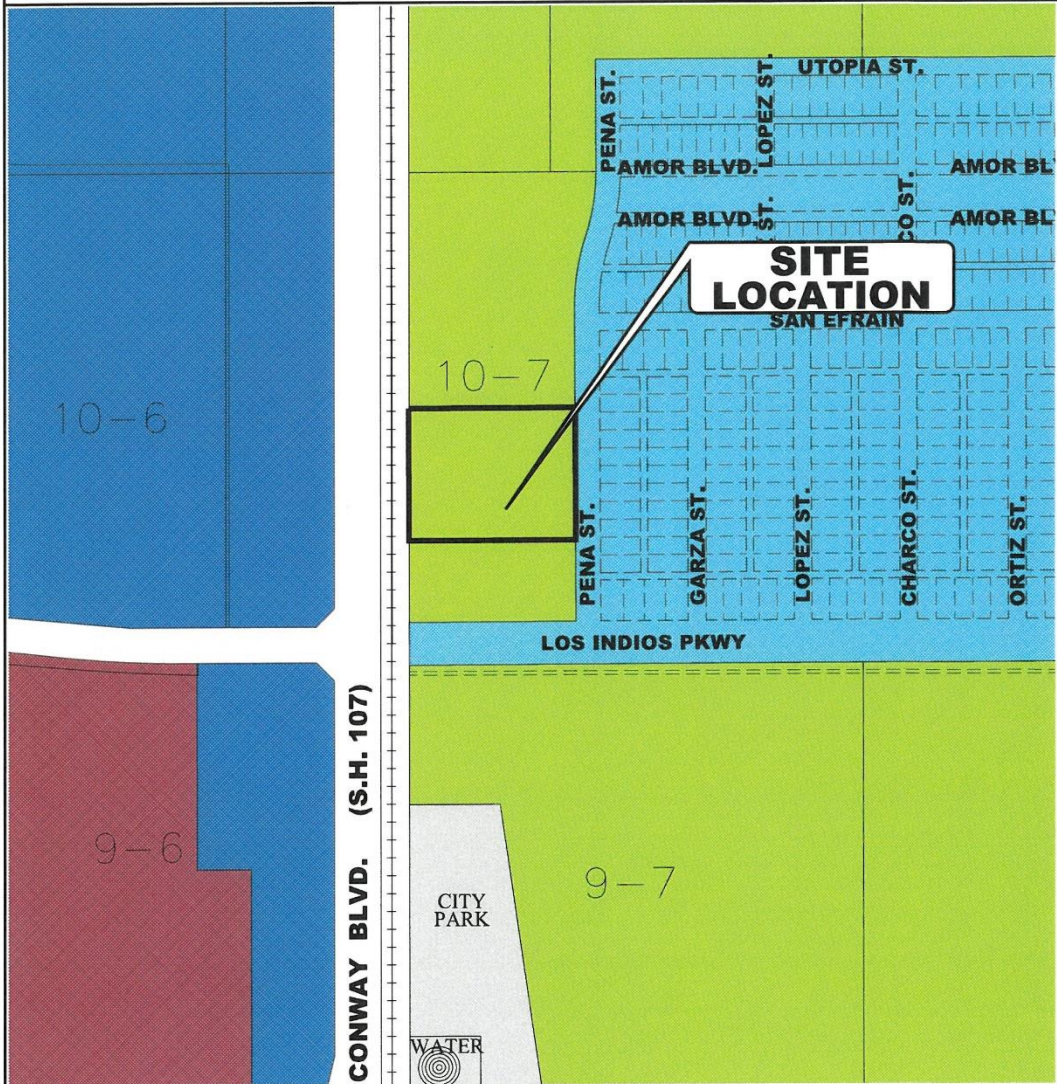 UTOPIA ST.
PENA ST.
LOPEZ ST.
AMOR BLVD.
AMOR
AMOR BLVD.
ST.
CO ST.
AMOR
SITE
LOCATION
SAN EFRAIN
10-7
10-6
PENA ST.
GARZA ST.
LOPEZ ST.
CHARCO ST.
ORTIZ ST.
LOS INDIOS PKWY
CONWAY BLVD. (S.H. 107)
9-6
9-7
CITY
PARK
WATER